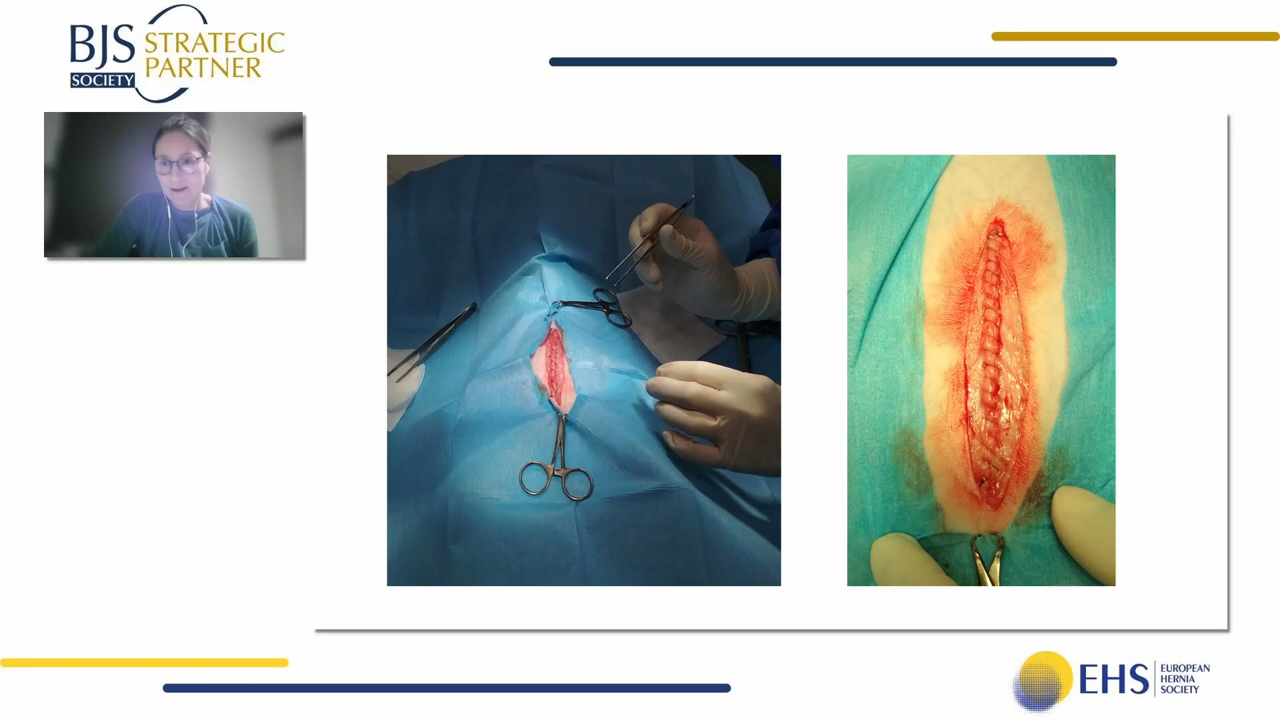 BJS STRATEGIC
SOCIETY PARTNER
EHS EUROPEAN
HERNIA
SOCIETY